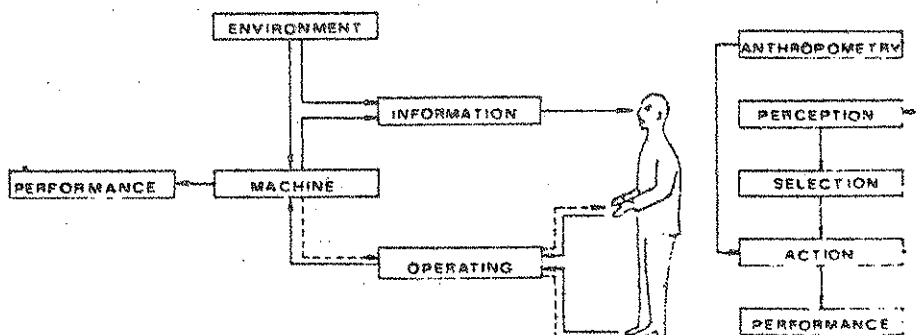 ENVIRONMENT
INFORMATION
PERFORMANCE
MACHINE
OPERATING
ANTHROPOMETRY
PERCEPTION
SELECTION
ACTION
PERFORMANCE